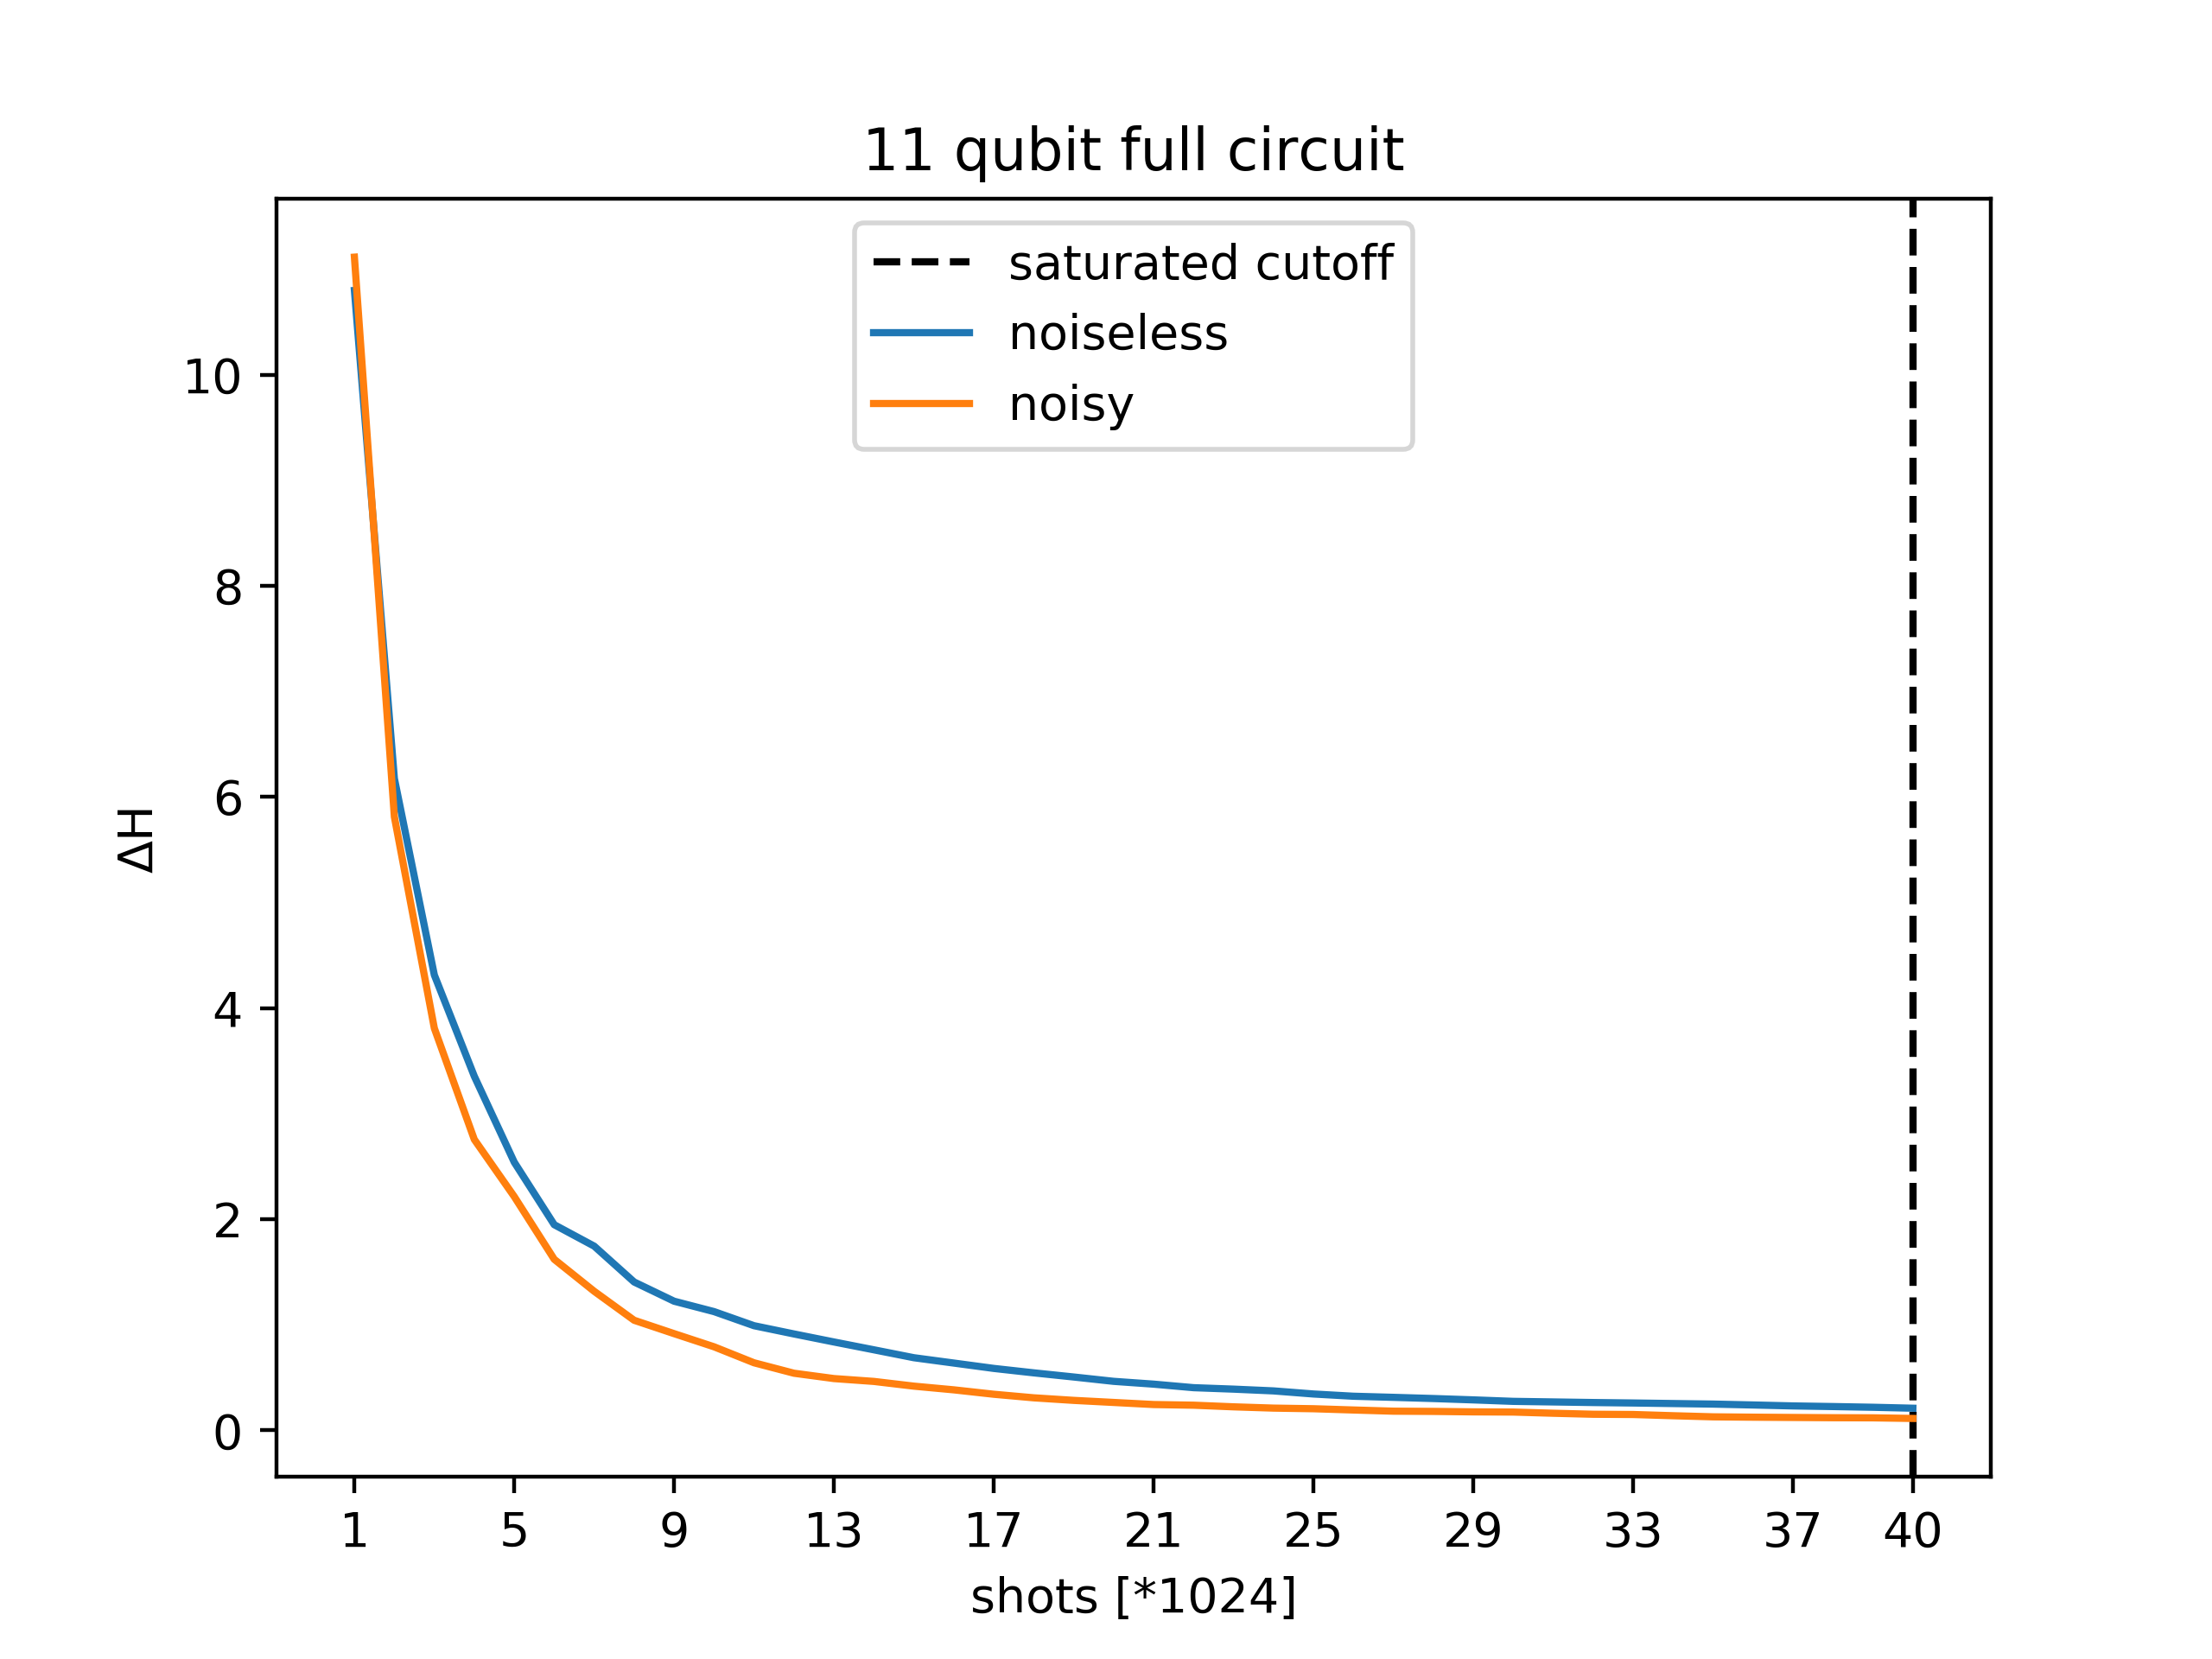 11 qubit full circuit
saturated cutoff
noiseless
noisy
10
8
6
4
2
0
ΔH
1 5 9 13 17 21 25 29 33 37 40
shots [*1024]